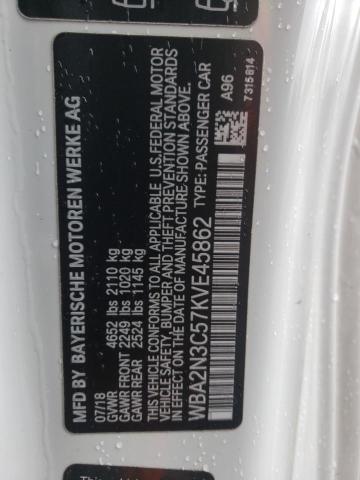 MFD BY BAYERISCHE MOTOREN WERKE AG
07/18
GVWR 4652 lbs 2110 kg
GAWR FRONT 2249 lbs 1020 kg
GAWR REAR 2524 lbs 1145 kg
THIS VEHICLE CONFORMS TO ALL APPLICABLE U.S. FEDERAL MOTOR
VEHICLE SAFETY, BUMPER AND THEFT PREVENTION STANDARDS
IN EFFECT ON THE DATE OF MANUFACTURE SHOWN ABOVE.
WBA2N3C57KVE45862 TYPE: PASSENGER CAR
A96
7315814